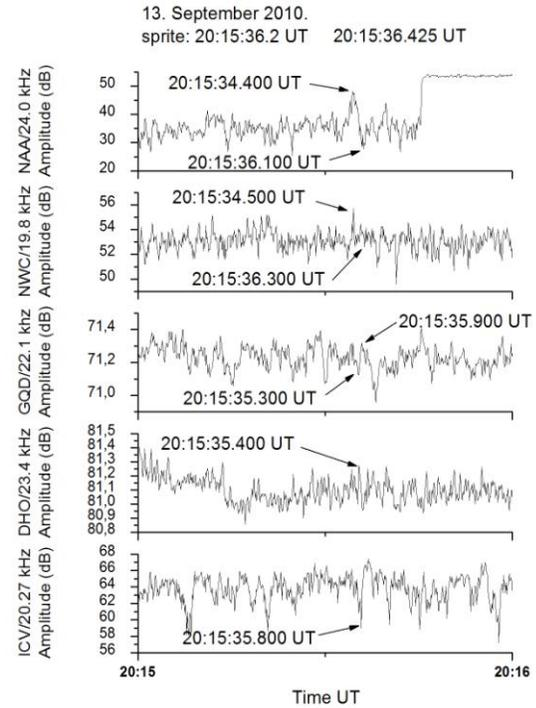 13. September 2010.
sprite: 20:15:36.2 UT 20:15:36.425 UT
NAA/24.0 kHz
Amplitude (dB)
50
40
30
20
20:15:34.400 UT
20:15:36.100 UT
NWC/19.8 kHz
Amplitude (dB)
56
54
52
50
20:15:34.500 UT
20:15:36.300 UT
GQD/22.1 khz
Amplitude (dB)
71,4
71,2
71,0
20:15:35.900 UT
20:15:35.300 UT
DHO/23.4 kHz
Amplitude (dB)
81,5
81,4
81,3
81,2
81,1
81,0
80,9
80,8
20:15:35.400 UT
ICV/20.27 kHz
Amplitude (dB)
68
66
64
62
60
58
56
20:15:35.800 UT
20:15
20:16
Time UT